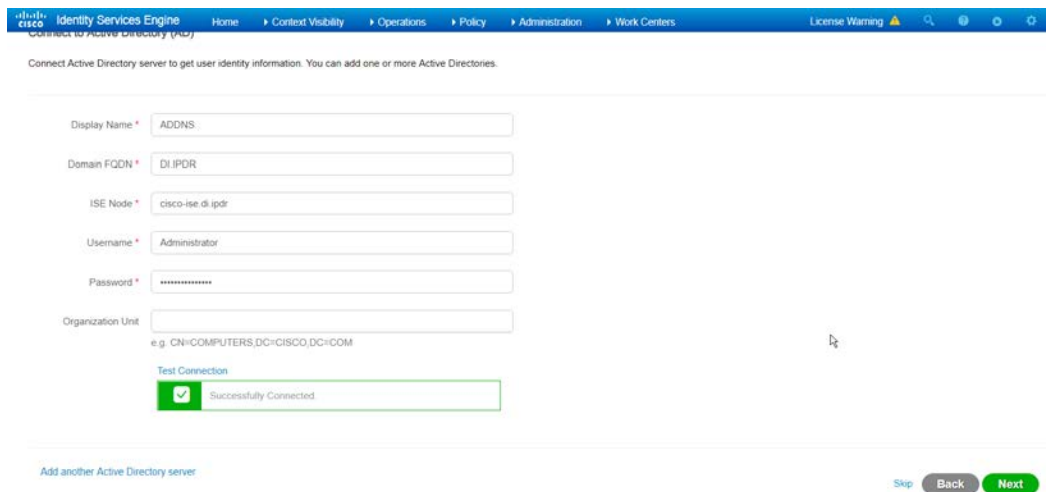 cisco Identity Services Engine Home Context Visibility Operations Policy Administration Work Centers License Warning
Connect to Active Directory (AD)
Connect Active Directory server to get user identity information. You can add one or more Active Directories.
Display Name * ADDNS
Domain FQDN * DI.IPDR
ISE Node * cisco-ise.di.ipdr
Username * Administrator
Password * •••••••••••••••
Organization Unit
e.g. CN=COMPUTERS,DC=CISCO,DC=COM
Test Connection
Successfully Connected.
Add another Active Directory server
Skip Back Next